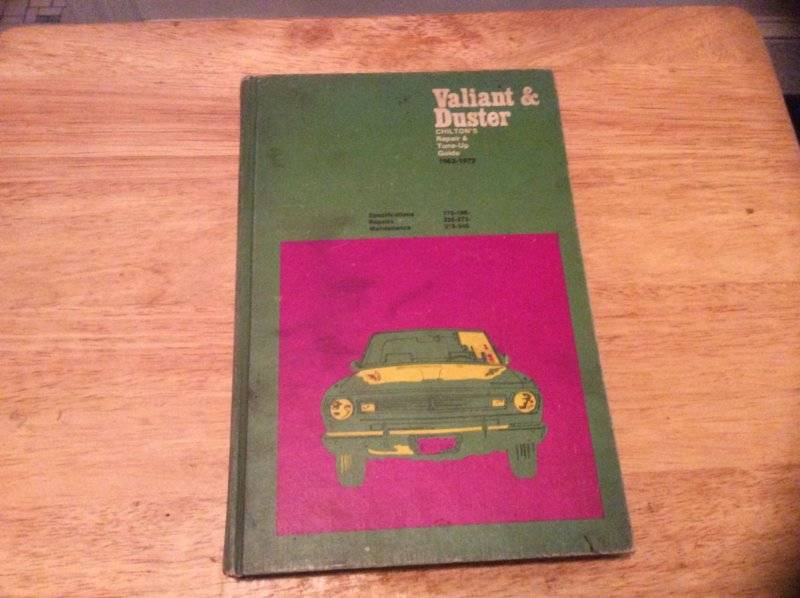 Valiant &
Duster
CHILTON'S
Repair &
Tune-Up
Guide
Specifications
Repairs
Maintenance